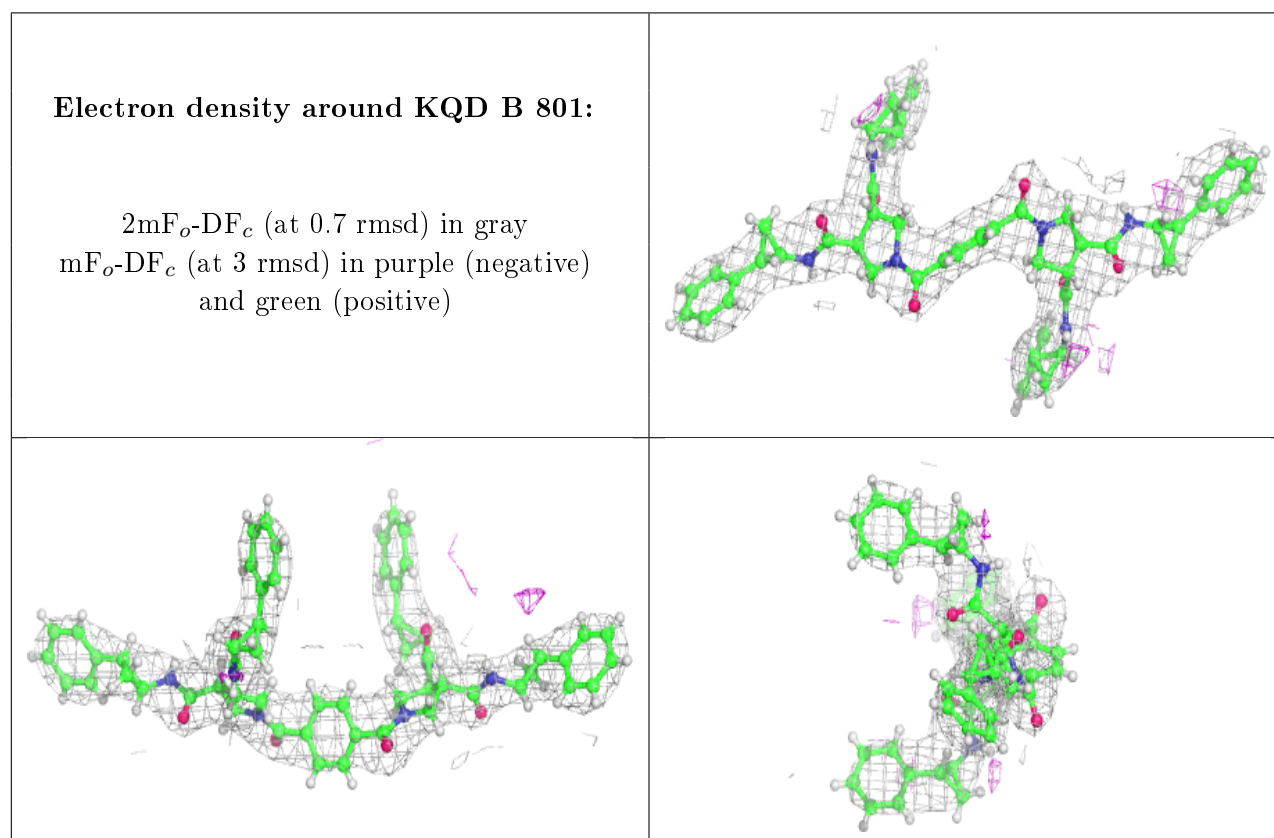 Electron density around KQD B 801:
2mFₒ-DF𝑐 (at 0.7 rmsd) in gray
mFₒ-DF𝑐 (at 3 rmsd) in purple (negative)
and green (positive)